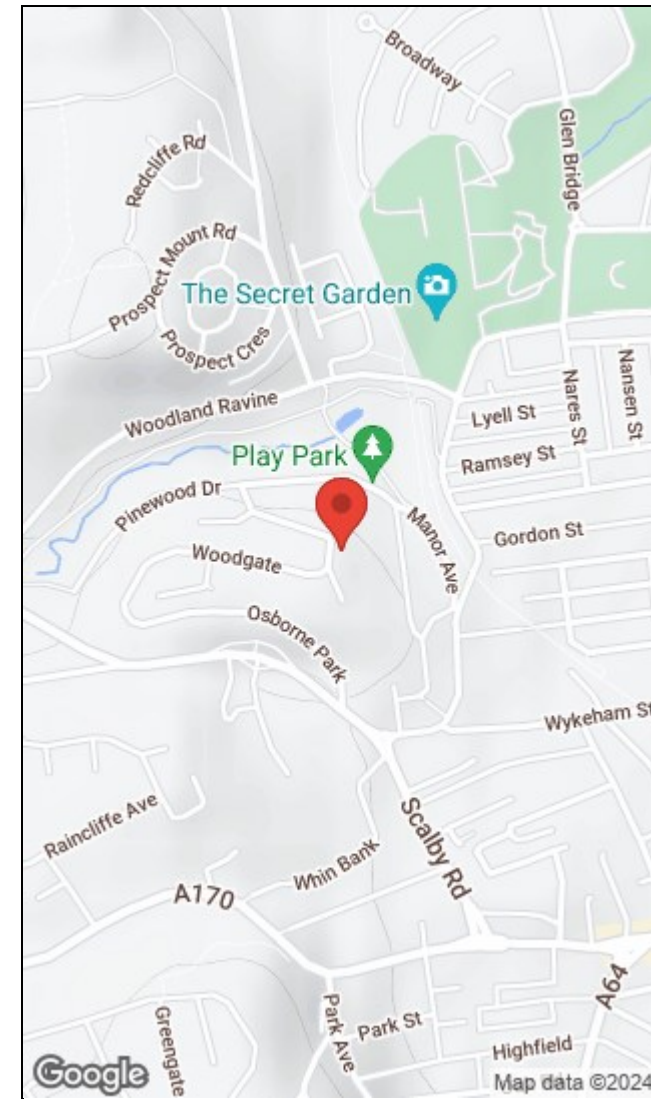 Broadway
Glen Bridge
Redcliffe Rd
Prospect Mount Rd
The Secret Garden
Prospect Cres
Nansen St
Nares St
Woodland Ravine
Lyell St
Play Park
Ramsey St
Pinewood Dr
Manor Ave
Gordon St
Woodgate
Osborne Park
Wykeham St
Raincliffe Ave
Scalby Rd
Whin Bank
A170
A64
Park Ave
Park St
Greengate
Highfield
Google
Map data ©2024